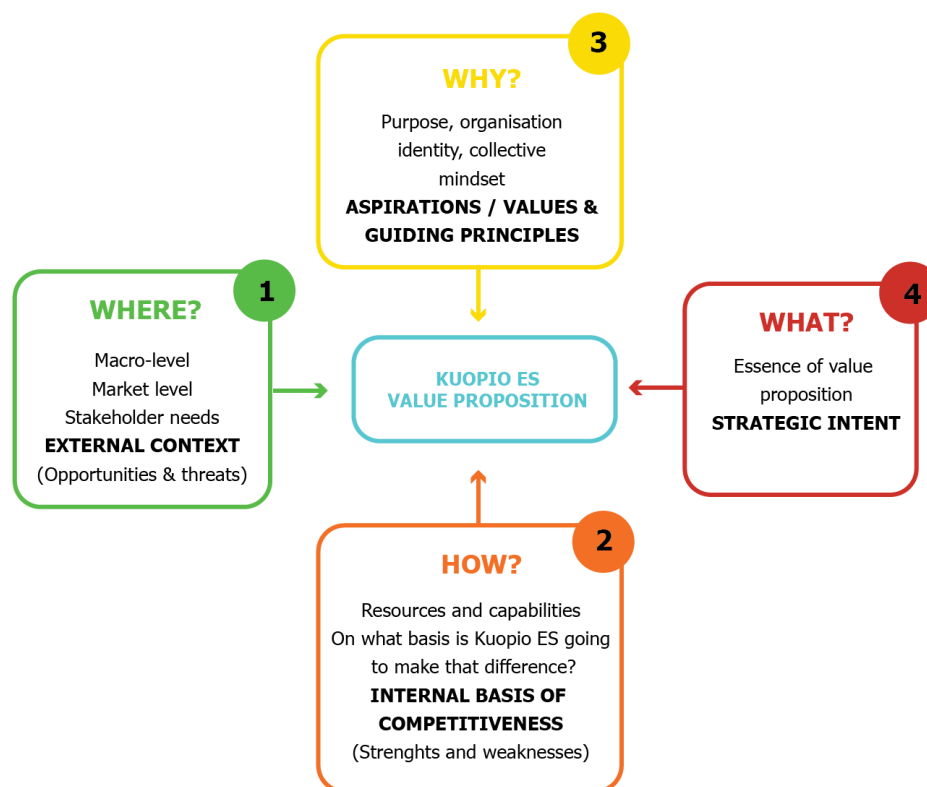 3
WHY?
Purpose, organisation
identity, collective
mindset
ASPIRATIONS / VALUES &
GUIDING PRINCIPLES
1
WHERE?
Macro-level
Market level
Stakeholder needs
EXTERNAL CONTEXT
(Opportunities & threats)
KUOPIO ES
VALUE PROPOSITION
4
WHAT?
Essence of value
proposition
STRATEGIC INTENT
2
HOW?
Resources and capabilities
On what basis is Kuopio ES going
to make that difference?
INTERNAL BASIS OF
COMPETITIVENESS
(Strenghts and weaknesses)